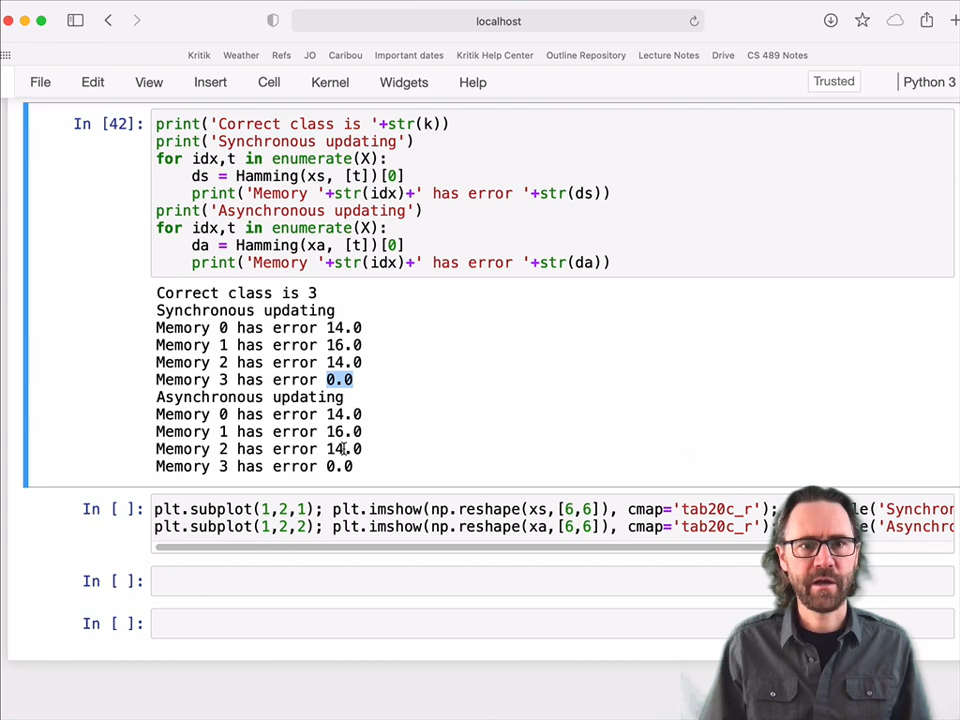 localhost
Kritik Weather Refs JO Caribou Important dates Kritik Help Center Outline Repository Lecture Notes Drive CS 489 Notes
File Edit View Insert Cell Kernel Widgets Help Trusted Python 3
In [42]: print('Correct class is '+str(k))
print('Synchronous updating')
for idx,t in enumerate(X):
ds = Hamming(xs, [t])[0]
print('Memory '+str(idx)+' has error '+str(ds))
print('Asynchronous updating')
for idx,t in enumerate(X):
da = Hamming(xa, [t])[0]
print('Memory '+str(idx)+' has error '+str(da))
Correct class is 3
Synchronous updating
Memory 0 has error 14.0
Memory 1 has error 16.0
Memory 2 has error 14.0
Memory 3 has error 0.0
Asynchronous updating
Memory 0 has error 14.0
Memory 1 has error 16.0
Memory 2 has error 14.0
Memory 3 has error 0.0
In [ ]: plt.subplot(1,2,1); plt.imshow(np.reshape(xs,[6,6]), cmap='tab20c_r'); le('Synchron
plt.subplot(1,2,2); plt.imshow(np.reshape(xa,[6,6]), cmap='tab20c_r') le('Asynchro
In [ ]:
In [ ]: